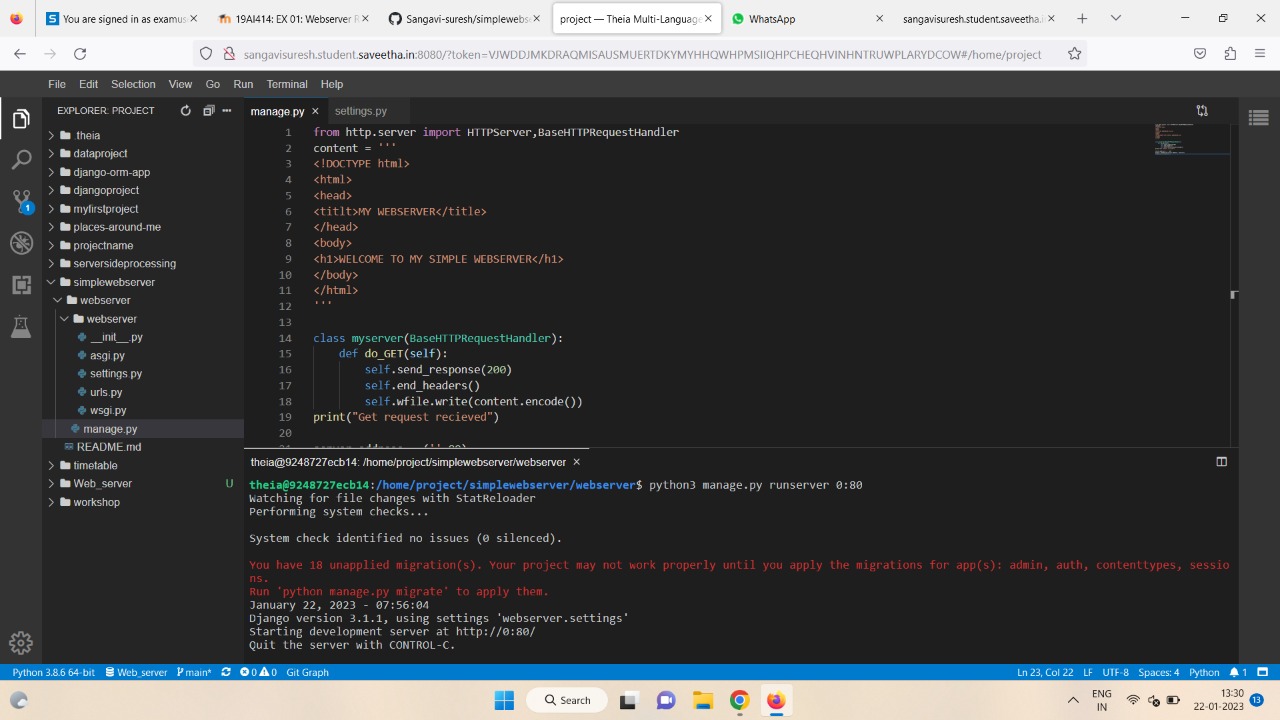 You are signed in as examus
19AI414: EX 01: Webserver R
Sangavi-suresh/simplewebs
project — Theia Multi-Language
WhatsApp
sangavisuresh.student.saveetha.in
sangavisuresh.student.saveetha.in:8080/?token=VJWDDJMKDRAQMISAUSMUERTDKYMYHHQWHPMSIIQHPCHEQHVINHNTRUWPLARYDCOW#/home/project
File Edit Selection View Go Run Terminal Help
EXPLORER: PROJECT
manage.py
settings.py
.theia
dataproject
django-orm-app
djangoproject
myfirstproject
places-around-me
projectname
serversideprocessing
simplewebserver
webserver
webserver
__init__.py
asgi.py
settings.py
urls.py
wsgi.py
manage.py
README.md
timetable
Web_server U
workshop
1
1 from http.server import HTTPServer,BaseHTTPRequestHandler
2 content = '''
3 <!DOCTYPE html>
4 <html>
5 <head>
6 <titlt>MY WEBSERVER</title>
7 </head>
8 <body>
9 <h1>WELCOME TO MY SIMPLE WEBSERVER</h1>
10 </body>
11 </html>
12 '''
13
14 class myserver(BaseHTTPRequestHandler):
15 def do_GET(self):
16 self.send_response(200)
17 self.end_headers()
18 self.wfile.write(content.encode())
19 print("Get request recieved")
20
theia@9248727ecb14: /home/project/simplewebserver/webserver
theia@9248727ecb14:/home/project/simplewebserver/webserver$ python3 manage.py runserver 0:80
Watching for file changes with StatReloader
Performing system checks...
System check identified no issues (0 silenced).
You have 18 unapplied migration(s). Your project may not work properly until you apply the migrations for app(s): admin, auth, contenttypes, sessio
ns.
Run 'python manage.py migrate' to apply them.
January 22, 2023 - 07:56:04
Django version 3.1.1, using settings 'webserver.settings'
Starting development server at http://0:80/
Quit the server with CONTROL-C.
Python 3.8.6 64-bit Web_server main* 0 0 Git Graph Ln 23, Col 22 LF UTF-8 Spaces: 4 Python 1
Search
ENG
IN
13:30
22-01-2023
13